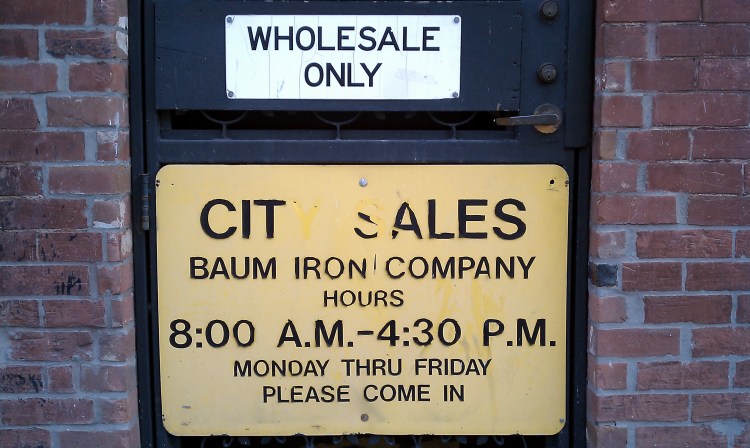 WHOLESALE
ONLY
CITY SALES
BAUM IRON COMPANY
HOURS
8:00 A.M.-4:30 P.M.
MONDAY THRU FRIDAY
PLEASE COME IN